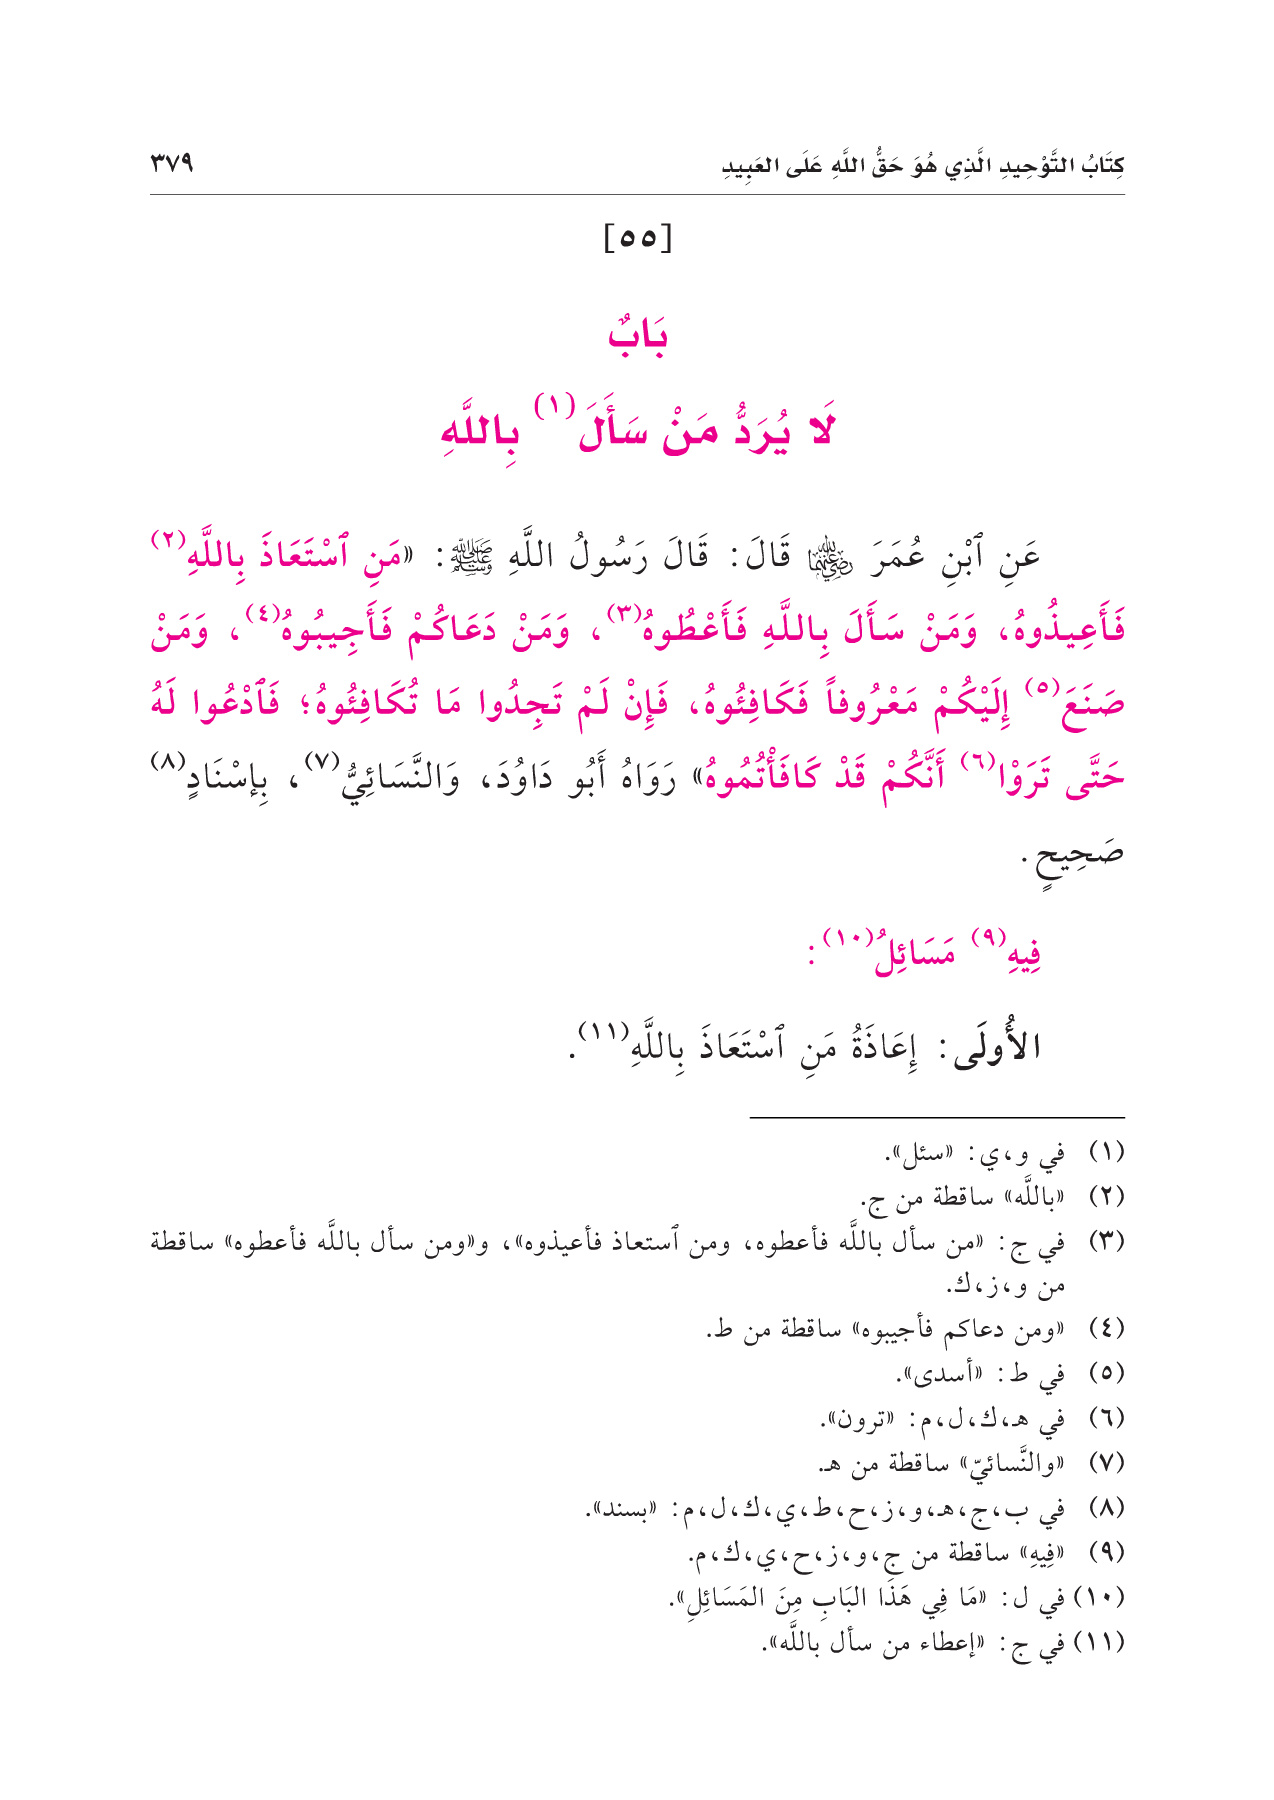 كِتَابُ التَّوْحِيدِ الَّذِي هُوَ حَقُّ اللَّهِ عَلَى العَبِيدِ ٣٧٩
[٥٥]
بَابٌ
لَا يُرَدُّ مَنْ سَأَلَ(١) بِاللَّهِ
عَنِ ٱبْنِ عُمَرَ ﵄ قَالَ: قَالَ رَسُولُ اللَّهِ ﷺ: «مَنِ ٱسْتَعَاذَ بِاللَّهِ(٢)
فَأَعِيذُوهُ، وَمَنْ سَأَلَ بِاللَّهِ فَأَعْطُوهُ(٣)، وَمَنْ دَعَاكُمْ فَأَجِيبُوهُ(٤)، وَمَنْ
صَنَعَ(٥) إِلَيْكُمْ مَعْرُوفاً فَكَافِئُوهُ، فَإِنْ لَمْ تَجِدُوا مَا تُكَافِئُوهُ؛ فَٱدْعُوا لَهُ
حَتَّى تَرَوْا(٦) أَنَّكُمْ قَدْ كَافَأْتُمُوهُ» رَوَاهُ أَبُو دَاوُدَ، وَالنَّسَائِيُّ(٧)، بِإِسْنَادٍ(٨)
صَحِيحٍ.
فِيهِ(٩) مَسَائِلُ(١٠):
الأُولَى: إِعَاذَةُ مَنِ ٱسْتَعَاذَ بِاللَّهِ(١١).
(١) في و،ي: «سئل».
(٢) «باللَّه» ساقطة من ج.
(٣) في ج: «من سأل باللَّه فأعطوه، ومن ٱستعاذ فأعيذوه»، و«ومن سأل باللَّه فأعطوه» ساقطة
من و،ز،ك.
(٤) «ومن دعاكم فأجيبوه» ساقطة من ط.
(٥) في ط: «أسدى».
(٦) في هـ،ك،ل،م: «ترون».
(٧) «والنَّسائيّ» ساقطة من هـ.
(٨) في ب،ج،هـ،و،ز،ح،ط،ي،ك،ل،م: «بسند».
(٩) «فِيهِ» ساقطة من ج،و،ز،ح،ي،ك،م.
(١٠) في ل: «مَا فِي هَذَا البَابِ مِنَ المَسَائِلِ».
(١١) في ج: «إعطاء من سأل باللَّه».